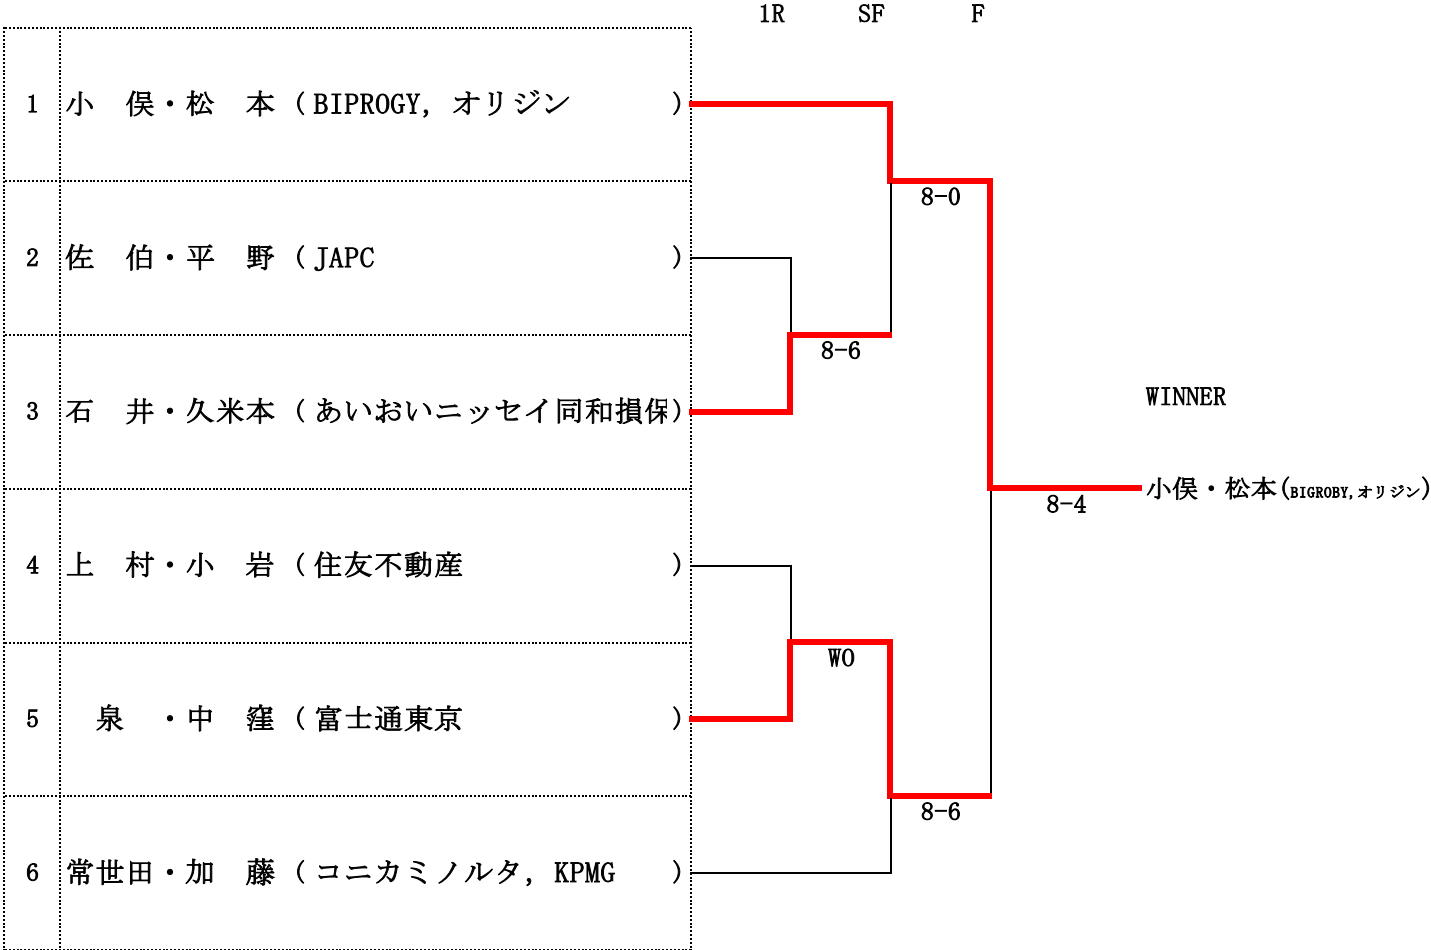 1R SF F
1 小 俣・松 本 (BIPROGY, オリジン )
8-0
2 佐 伯・平 野 (JAPC )
8-6
3 石 井・久米本 (あいおいニッセイ同和損保)
WINNER
小俣・松本(BIGROBY,オリジン)
8-4
4 上 村・小 岩 (住友不動産 )
WO
5 泉 ・中 窪 (富士通東京 )
8-6
6 常世田・加 藤 (コニカミノルタ, KPMG )